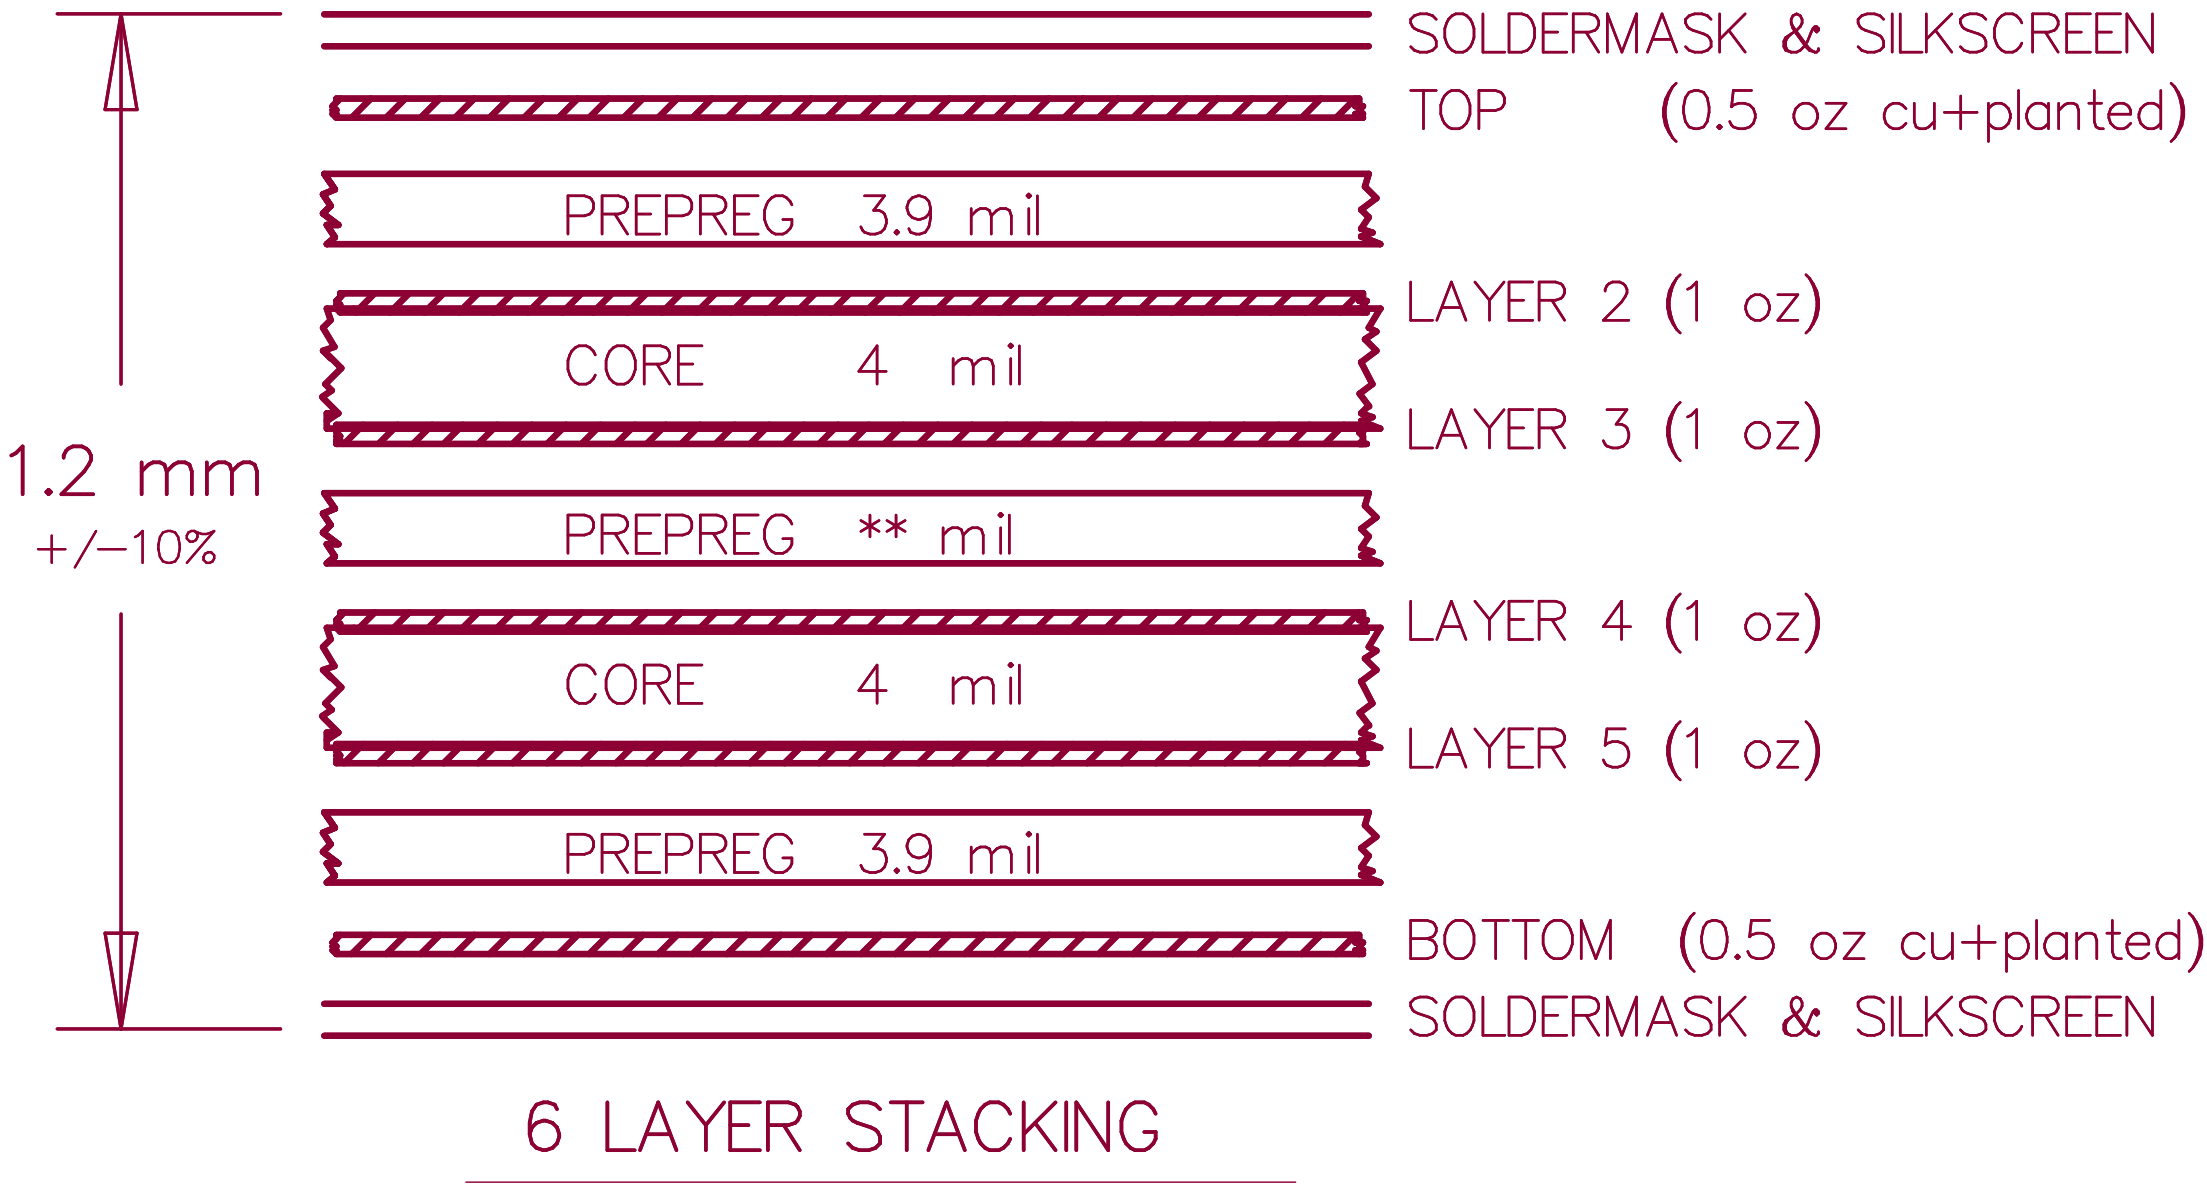 SOLDERMASK & SILKSCREEN
TOP (0.5 oz cu+planted)
PREPREG 3.9 mil
LAYER 2 (1 oz)
CORE 4 mil
LAYER 3 (1 oz)
1.2 mm
+/-10%
PREPREG ** mil
LAYER 4 (1 oz)
CORE 4 mil
LAYER 5 (1 oz)
PREPREG 3.9 mil
BOTTOM (0.5 oz cu+planted)
SOLDERMASK & SILKSCREEN
6 LAYER STACKING